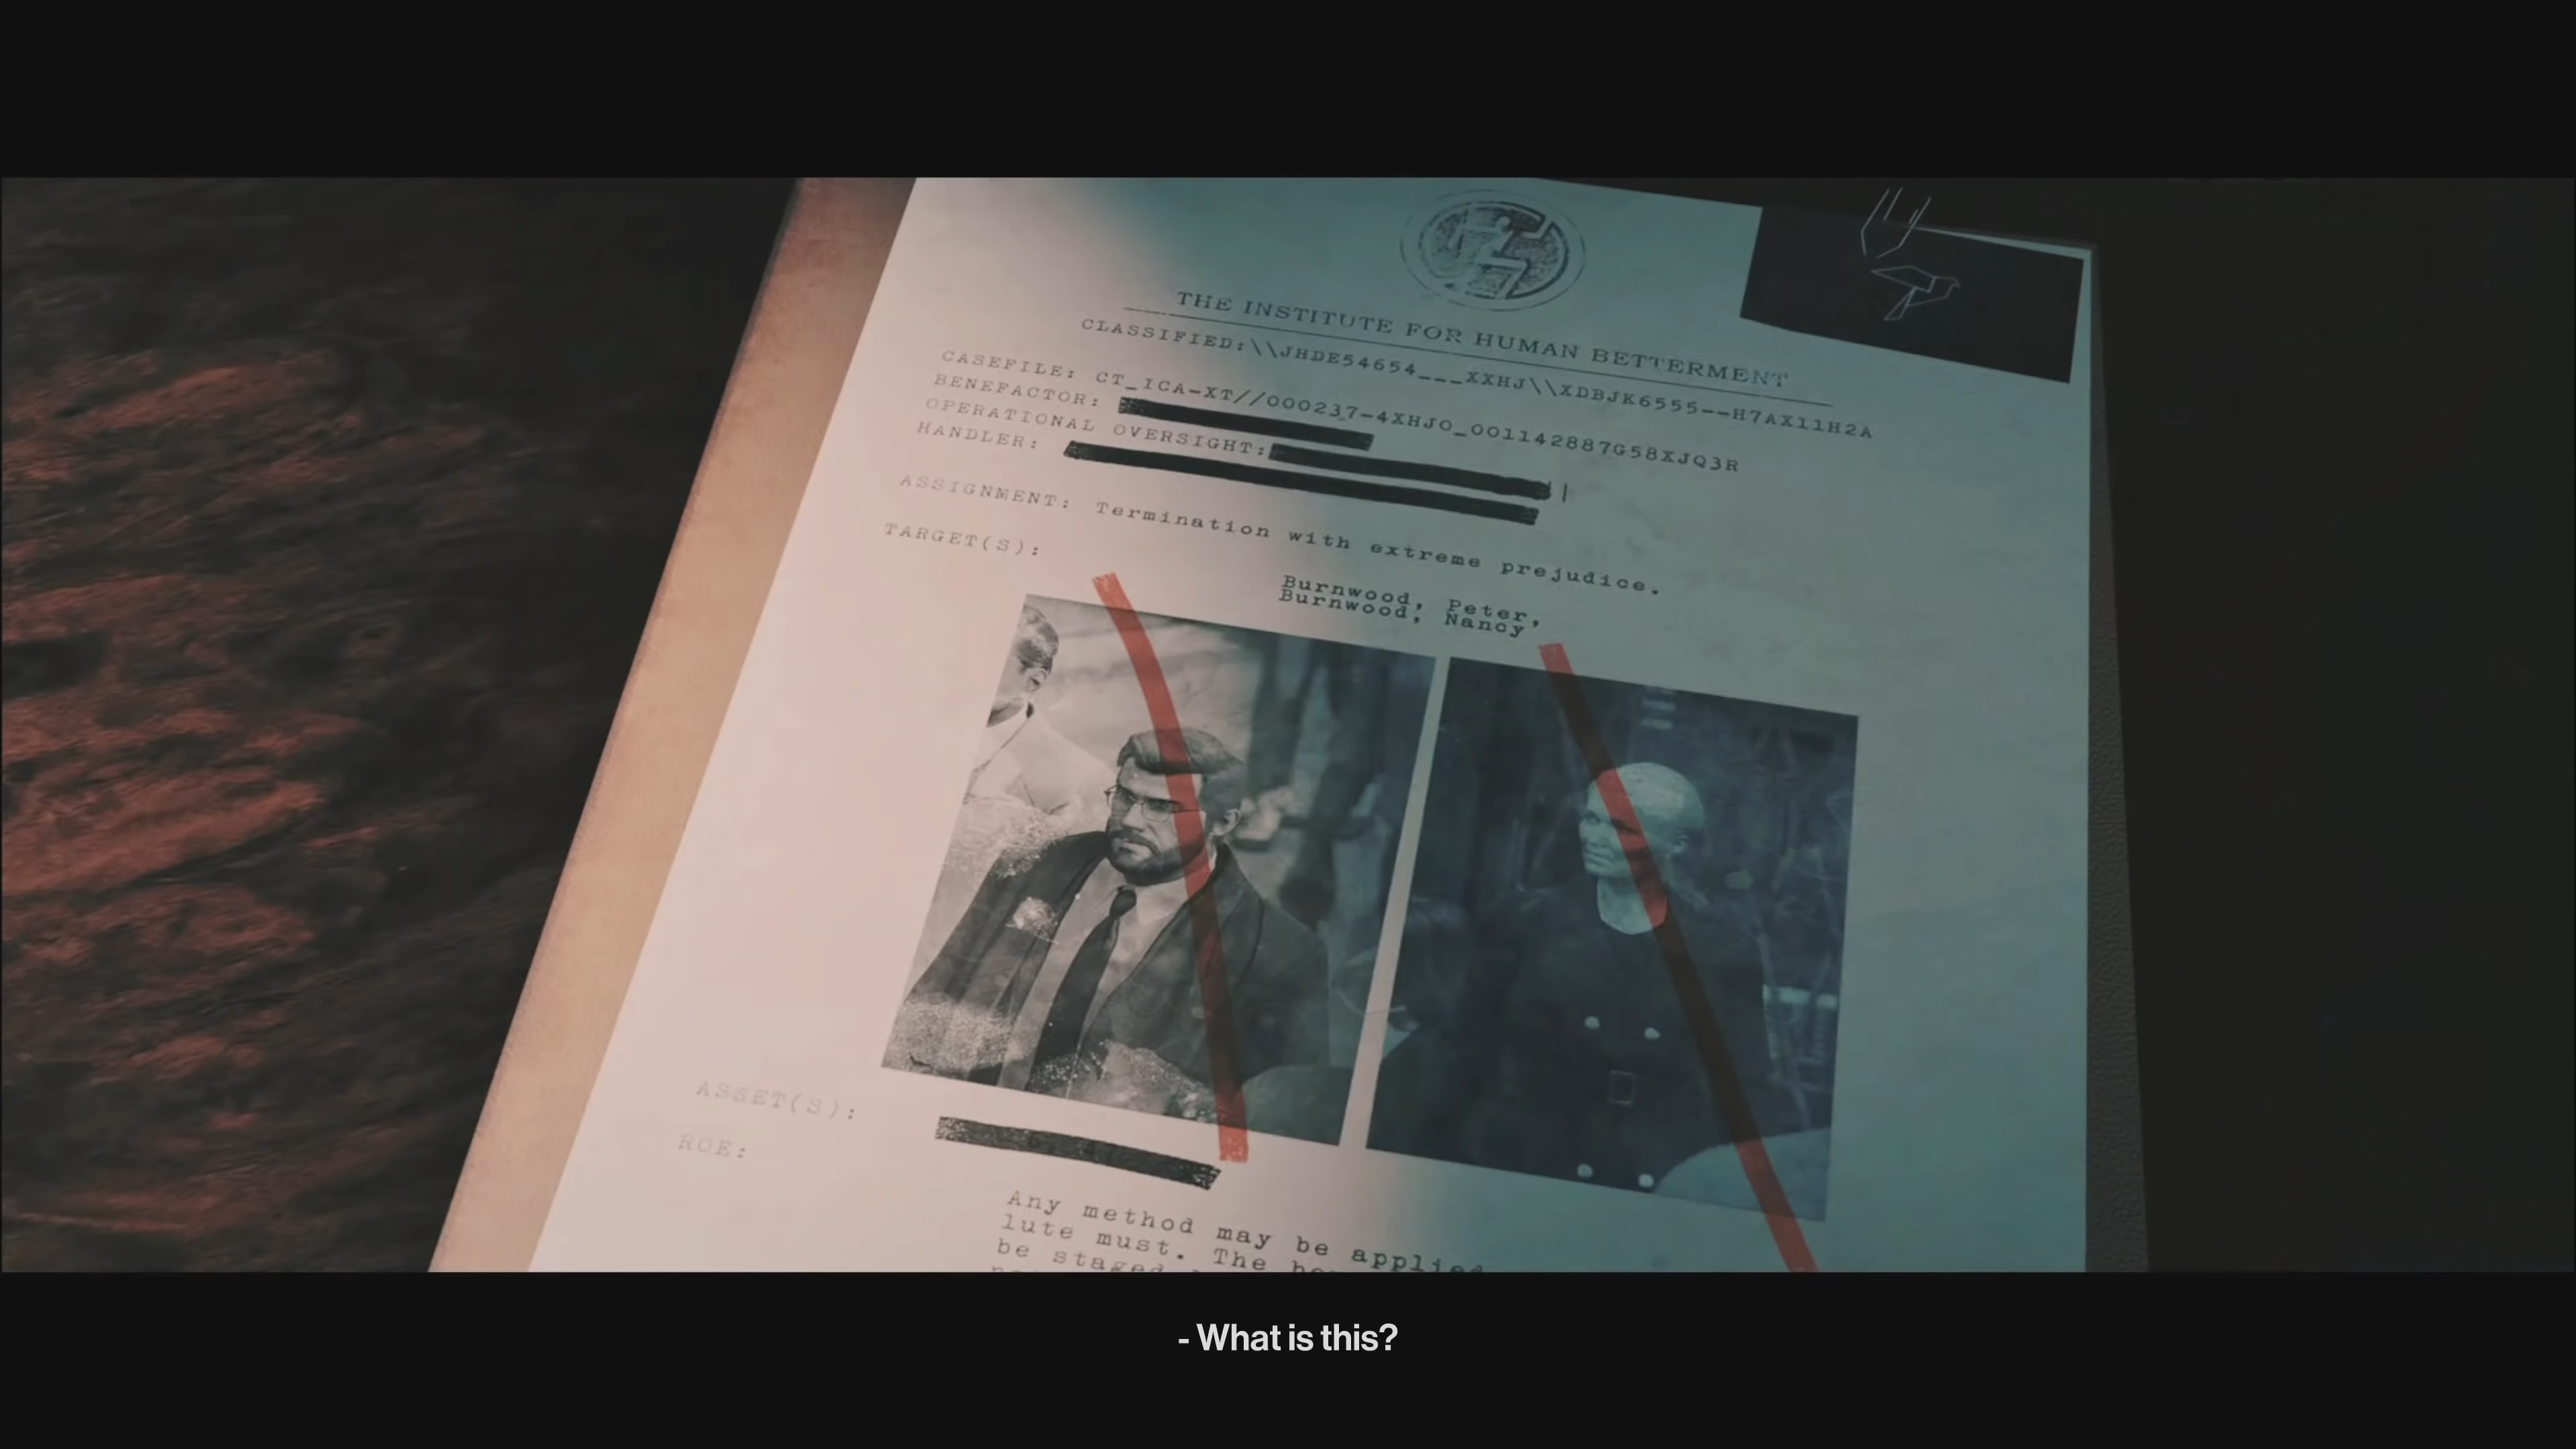 THE INSTITUTE FOR HUMAN BETTERMENT
CLASSIFIED:\\JHDE54654___XXHJ\\XDBJK6555--H7AX11H2A
CASEFILE: CT_ICA-XT//000237-4XHJO_001142887G58XJQ3R
BENEFACTOR:
OPERATIONAL OVERSIGHT:
HANDLER:
ASSIGNMENT: Termination with extreme prejudice.
TARGET(S):
Burnwood, Peter,
Burnwood, Nancy
ASSET(S):
ROE:
Any method may be applied
lute must. The
be staged
- What is this?